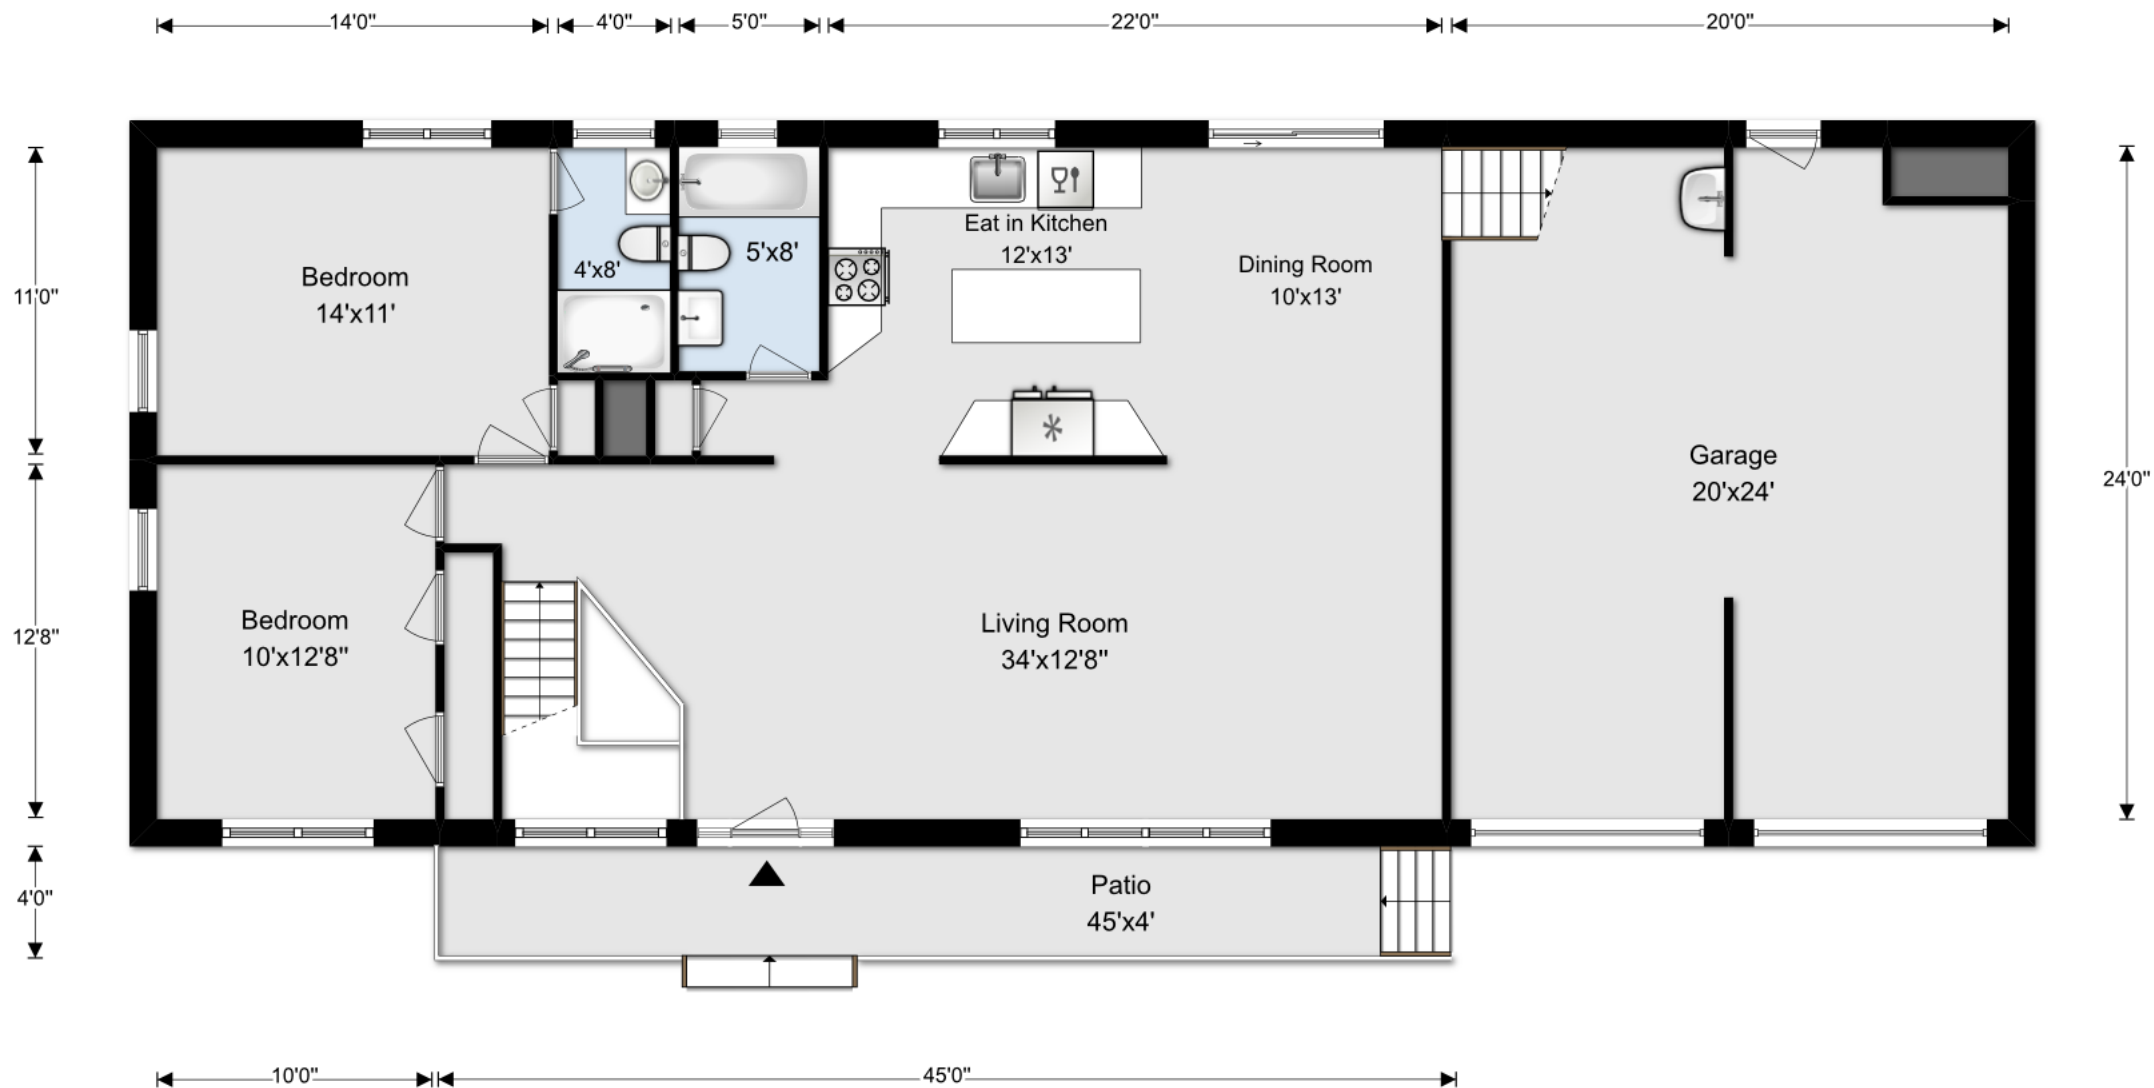 14'0"
4'0"
5'0"
22'0"
20'0"
11'0"
Bedroom
14'x11'
4'x8'
5'x8'
Eat in Kitchen
12'x13'
Dining Room
10'x13'
Garage
20'x24'
24'0"
12'8"
Bedroom
10'x12'8"
Living Room
34'x12'8"
4'0"
Patio
45'x4'
10'0"
45'0"